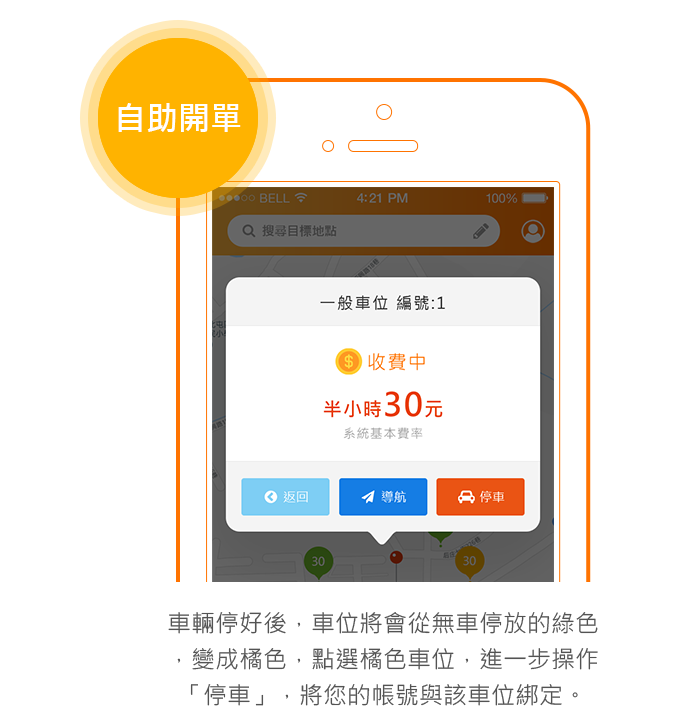 自助開單
BELL 4:21 PM 100%
搜尋目標地點
一般車位 編號:1
$ 收費中
半小時30元
系統基本費率
返回 導航 停車
30 30
車輛停好後，車位將會從無車停放的綠色
，變成橘色，點選橘色車位，進一步操作
「停車」，將您的帳號與該車位綁定。